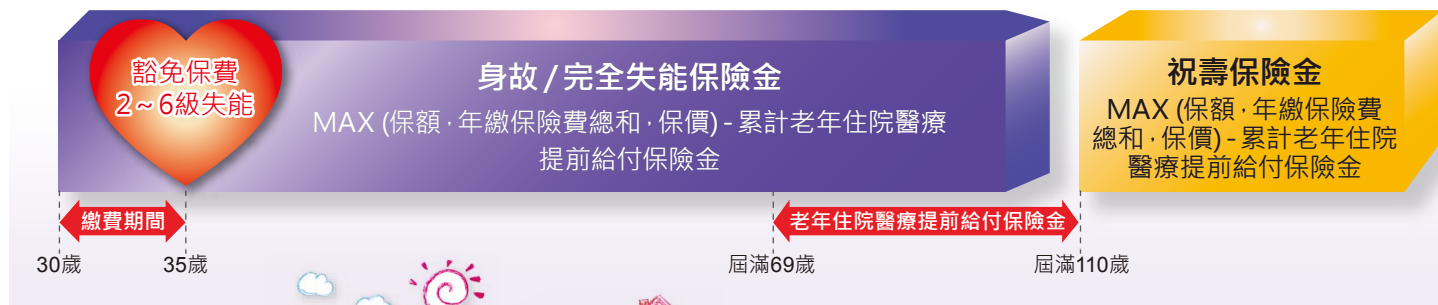 豁免保費
2~6級失能
身故/完全失能保險金
MAX (保額·年繳保險費總和·保價)-累計老年住院醫療
提前給付保險金
祝壽保險金
MAX (保額·年繳保險費
總和·保價)-累計老年住院
醫療提前給付保險金
繳費期間
老年住院醫療提前給付保險金
30歲
35歲
屆滿69歲
屆滿110歲